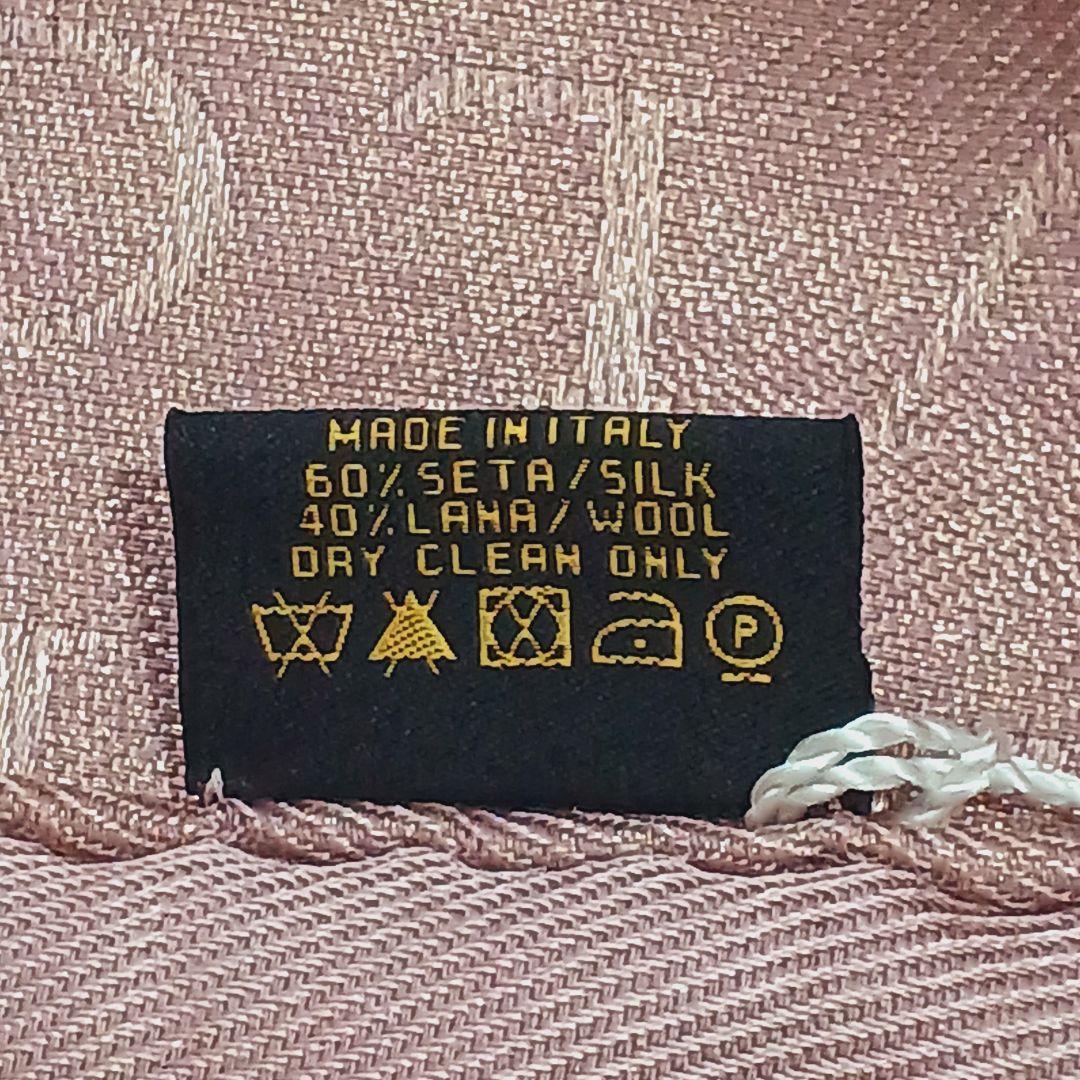 MADE IN ITALY
60% SETA/SILK
40% LANA/WOOL
DRY CLEAN ONLY
P